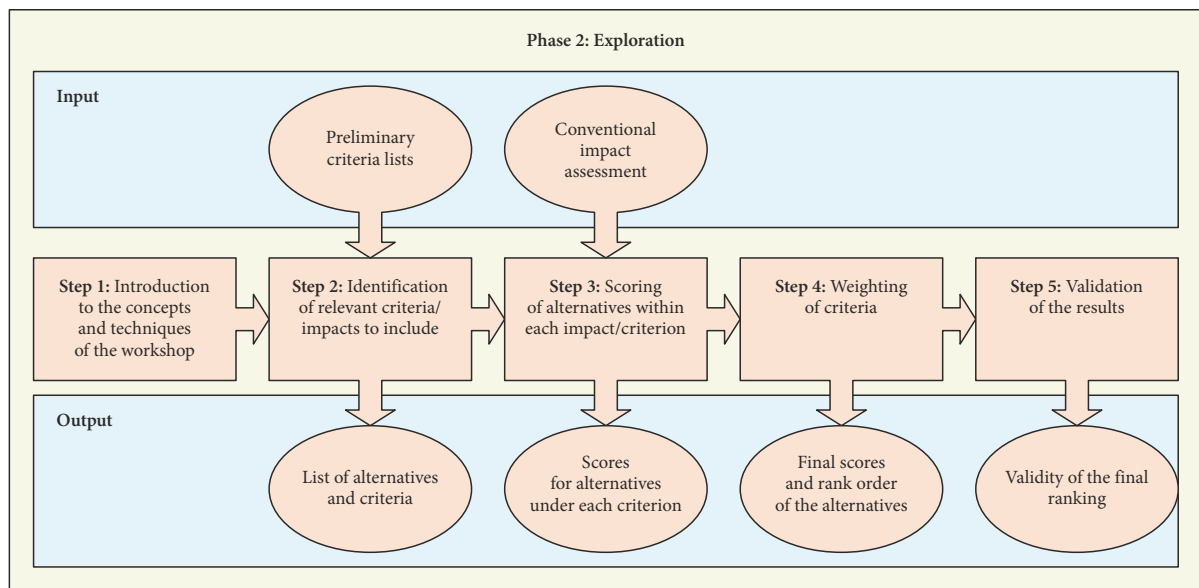 Phase 2: Exploration
Input
Preliminary
criteria lists
Conventional
impact
assessment
Step 1: Introduction
to the concepts
and techniques
of the workshop
Step 2: Identification
of relevant criteria/
impacts to include
Step 3: Scoring
of alternatives within
each impact/criterion
Step 4: Weighting
of criteria
Step 5: Validation
of the results
Output
List of alternatives
and criteria
Scores
for alternatives
under each criterion
Final scores
and rank order
of the alternatives
Validity of the final
ranking